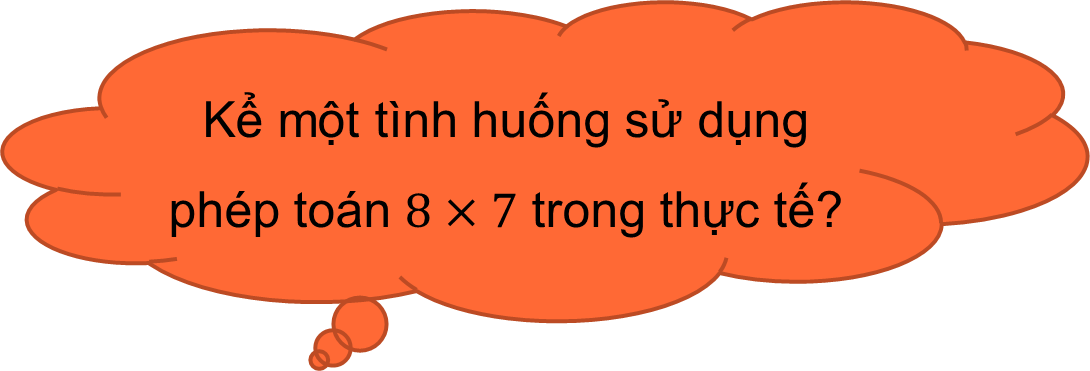 Kể một tình huống sử dụng
phép toán 8 × 7 trong thực tế?